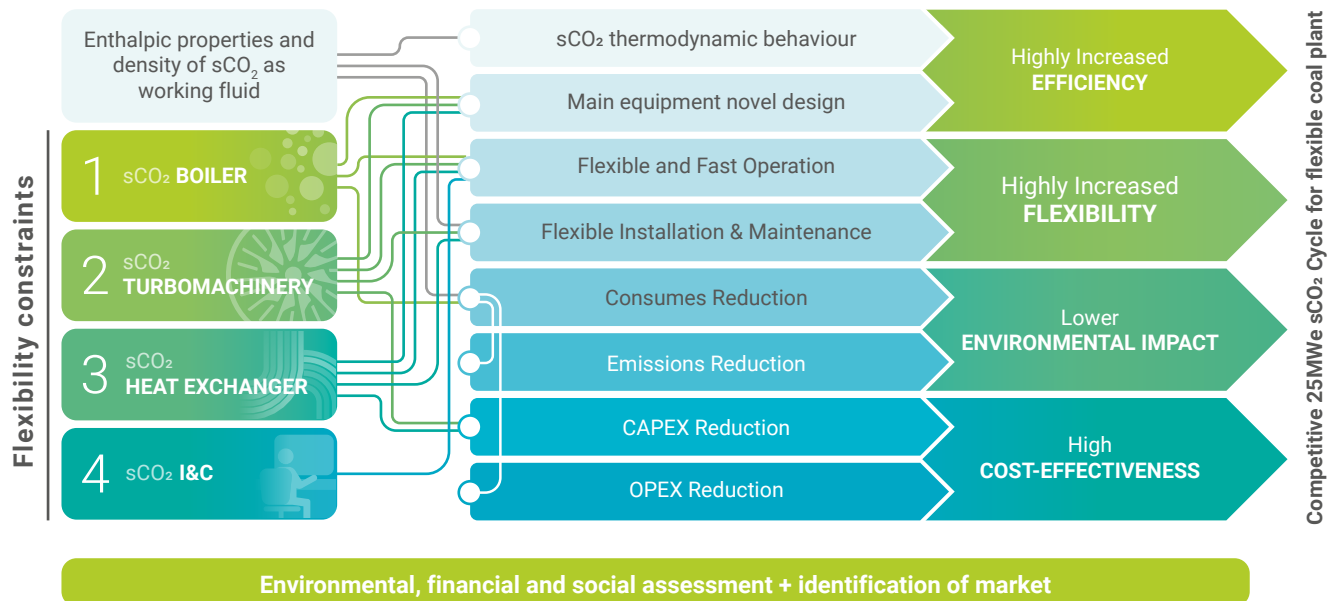 Enthalpic properties and
density of sCO₂ as
working fluid
Flexibility constraints
1 sCO₂ BOILER
2 sCO₂
TURBOMACHINERY
3 sCO₂
HEAT EXCHANGER
4 sCO₂ I&C
sCO₂ thermodynamic behaviour
Main equipment novel design
Flexible and Fast Operation
Flexible Installation & Maintenance
Consumes Reduction
Emissions Reduction
CAPEX Reduction
OPEX Reduction
Highly Increased
EFFICIENCY
Highly Increased
FLEXIBILITY
Lower
ENVIRONMENTAL IMPACT
High
COST-EFFECTIVENESS
Competitive 25MWe sCO₂ Cycle for flexible coal plant
Environmental, financial and social assessment + identification of market